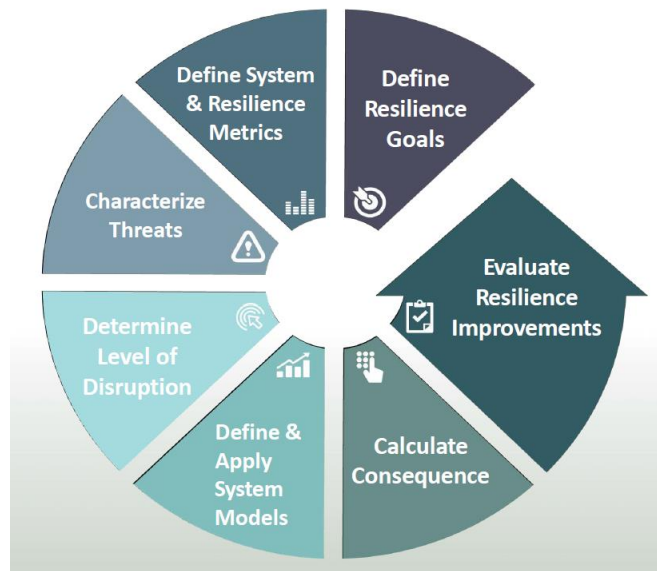 Define Resilience
Goals
Define System
& Resilience
Metrics
Characterize
Threats
Determine
Level of
Disruption
Define &
Apply
System
Models
Calculate
Consequence
Evaluate
Resilience
Improvements